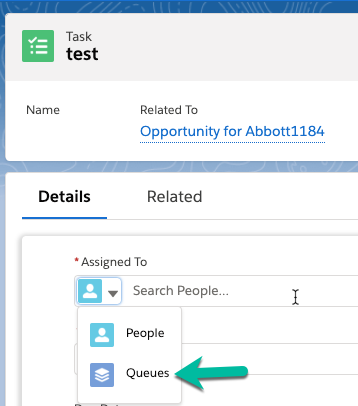 Task
test
Name Related To
Opportunity for Abbott1184
Details Related
*Assigned To
Search People...
People
Queues